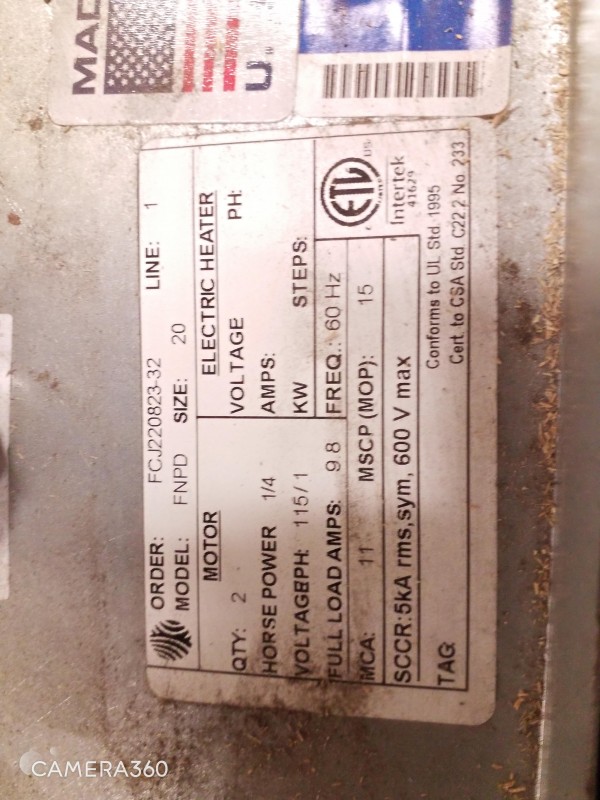 MAD
U.
ORDER: FCJ220823-32 LINE: 1
MODEL: FNPD SIZE: 20
MOTOR
QTY: 2
HORSE POWER 1/4
VOLTAGE PH: 115/1
FULL LOAD AMPS: 9.8
ELECTRIC HEATER
VOLTAGE PH:
AMPS:
KW STEPS:
FREQ.: 60 Hz
MCA: 11 MSCP (MOP): 15
SCCR:5kA rms,sym, 600 V max
TAG
ETL
US
Intertek
41629
Conforms to UL Std. 1995
Cert. to CSA Std C22.2 No. 233
CAMERA360